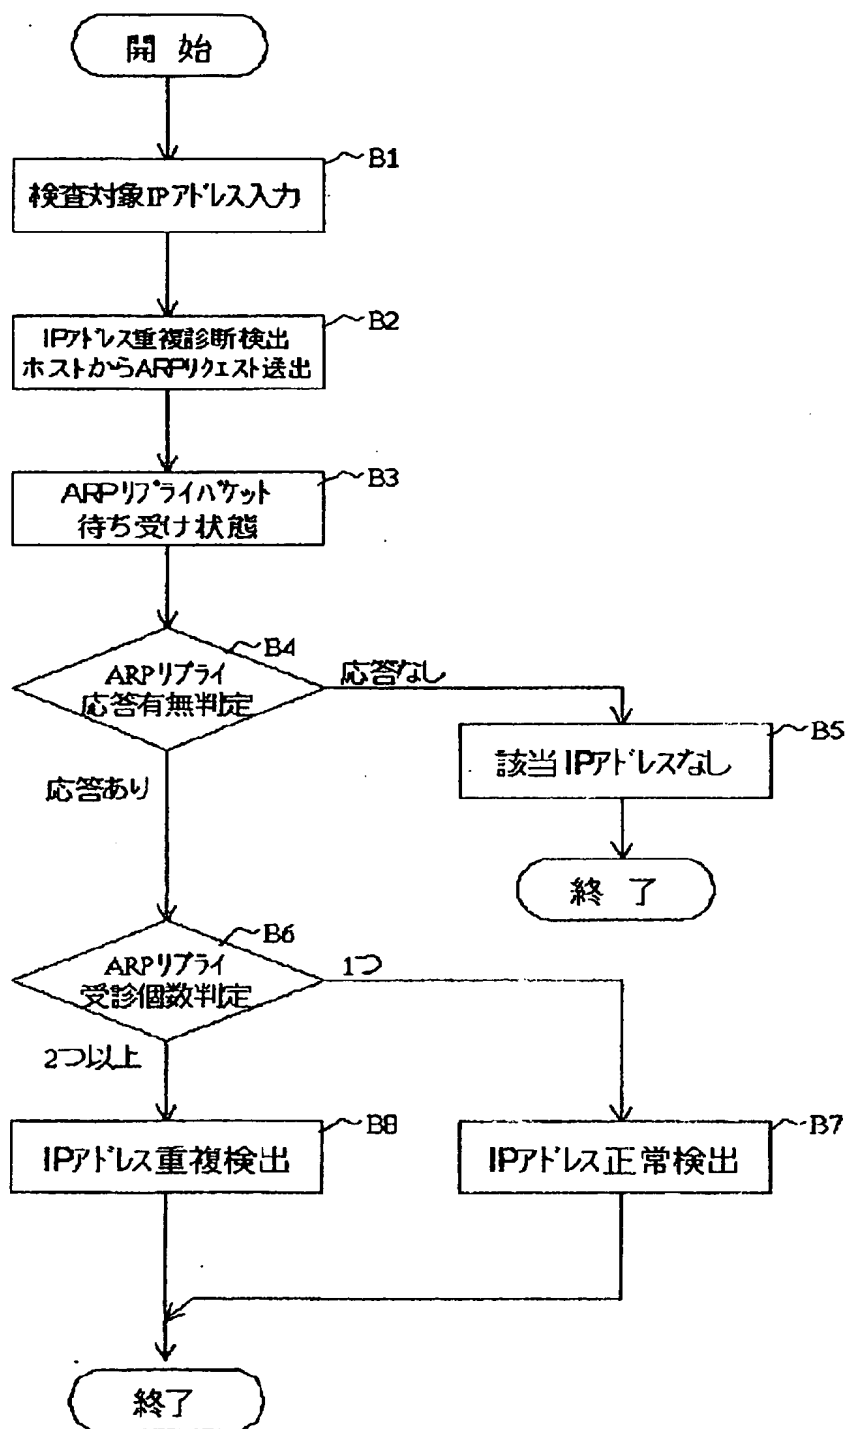 開始
B1
検査対象IPアドレス入力
B2
IPアドレス重複診断検出
ホストからARPリクエスト送出
B3
ARPリプライパケット
待ち受け状態
B4
ARPリプライ
応答有無判定
応答なし
B5
該当IPアドレスなし
終了
応答あり
B6
ARPリプライ
受診個数判定
1つ
2つ以上
B8
IPアドレス重複検出
B7
IPアドレス正常検出
終了